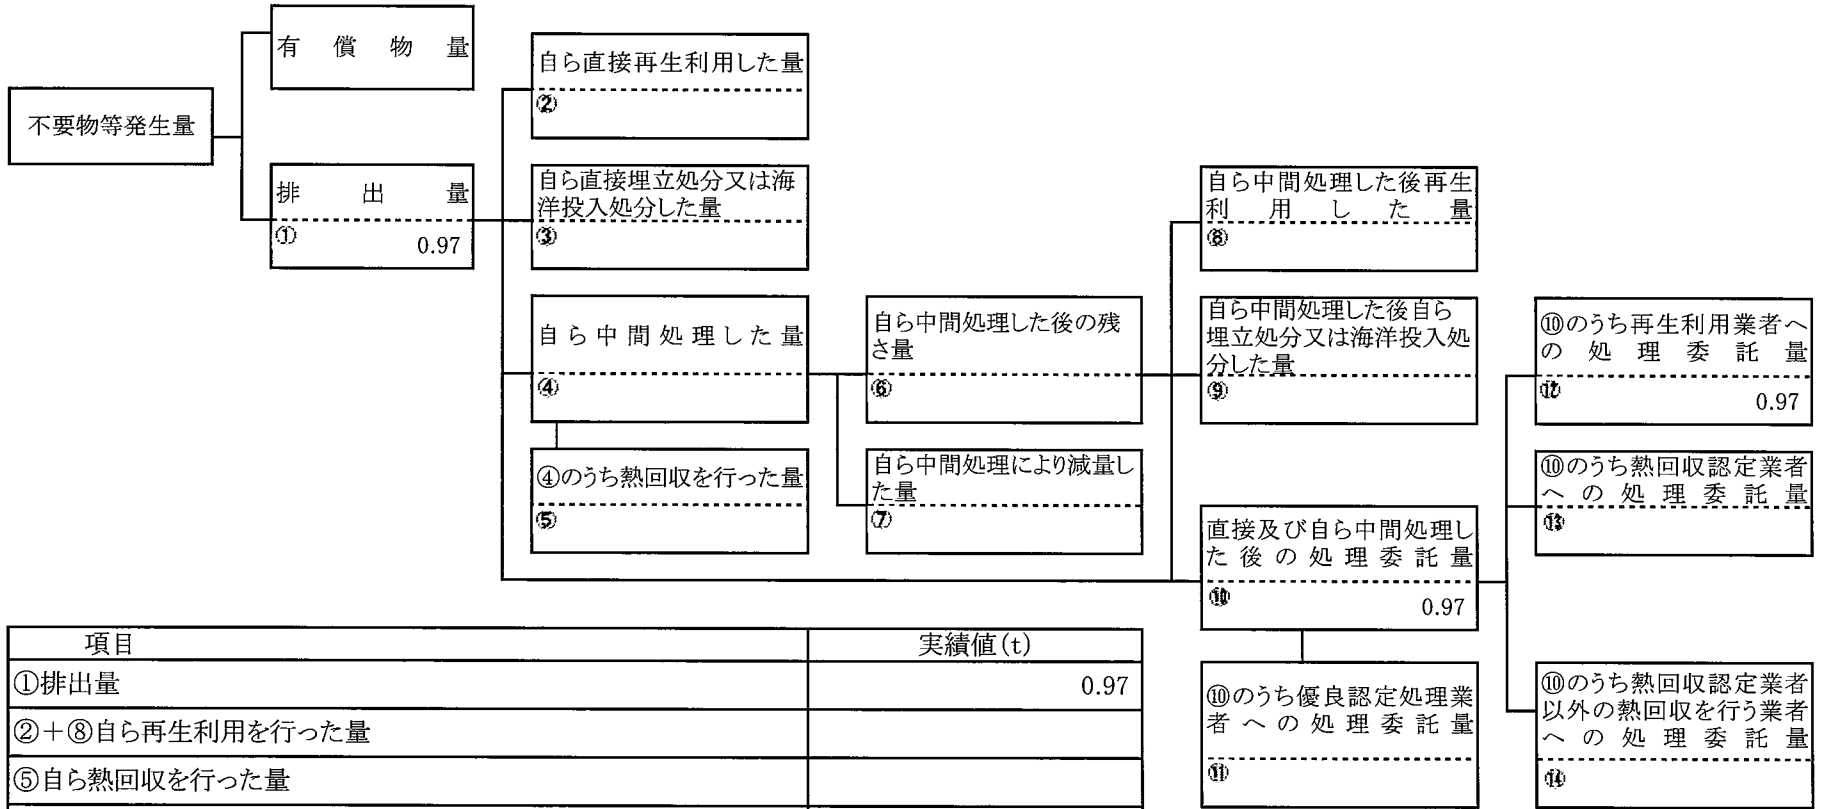 不要物等発生量
有償物量
排出量
① 0.97
自ら直接再生利用した量
②
自ら直接埋立処分又は海
洋投入処分した量
③
自ら中間処理した量
④
④のうち熱回収を行った量
⑤
自ら中間処理した後の残
さ量
⑥
自ら中間処理により減量し
た量
⑦
自ら中間処理した後再生
利用した量
⑧
自ら中間処理した後自ら
埋立処分又は海洋投入処
分した量
⑨
直接及び自ら中間処理し
た後の処理委託量
⑩ 0.97
⑩のうち優良認定処理業
者への処理委託量
⑪
⑩のうち再生利用業者へ
の処理委託量
⑫ 0.97
⑩のうち熱回収認定業者
への処理委託量
⑬
⑩のうち熱回収認定業者
以外の熱回収を行う業者
への処理委託量
⑭
項目 実績値(t)
①排出量 0.97
②+⑧自ら再生利用を行った量
⑤自ら熱回収を行った量